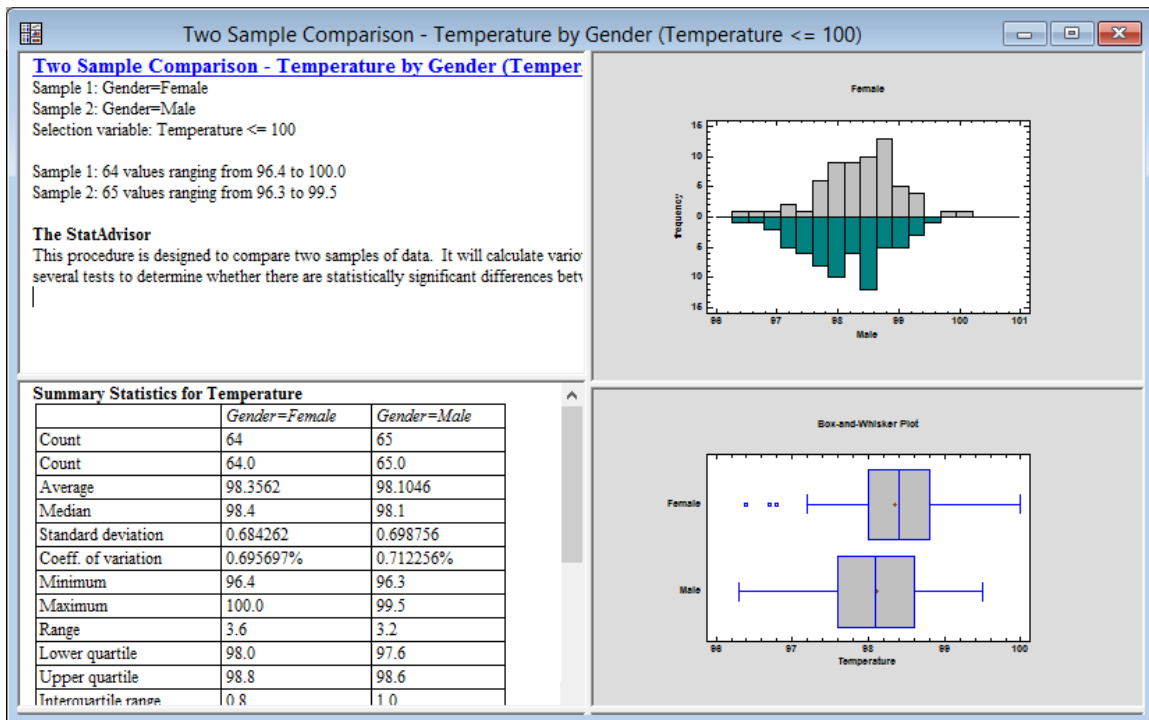 Two Sample Comparison - Temperature by Gender (Temperature <= 100)
Two Sample Comparison - Temperature by Gender (Temper
Sample 1: Gender=Female
Sample 2: Gender=Male
Selection variable: Temperature <= 100
Sample 1: 64 values ranging from 96.4 to 100.0
Sample 2: 65 values ranging from 96.3 to 99.5
The StatAdvisor
This procedure is designed to compare two samples of data. It will calculate vario
several tests to determine whether there are statistically significant differences bet
Female
frequency
15
10
5
0
5
10
15
96 97 98 99 100 101
Male
Summary Statistics for Temperature
Gender=Female Gender=Male
Count 64 65
Count 64.0 65.0
Average 98.3562 98.1046
Median 98.4 98.1
Standard deviation 0.684262 0.698756
Coeff. of variation 0.695697% 0.712256%
Minimum 96.4 96.3
Maximum 100.0 99.5
Range 3.6 3.2
Lower quartile 98.0 97.6
Upper quartile 98.8 98.6
Interquartile range 0.8 1.0
Box-and-Whisker Plot
Female
Male
96 97 98 99 100
Temperature